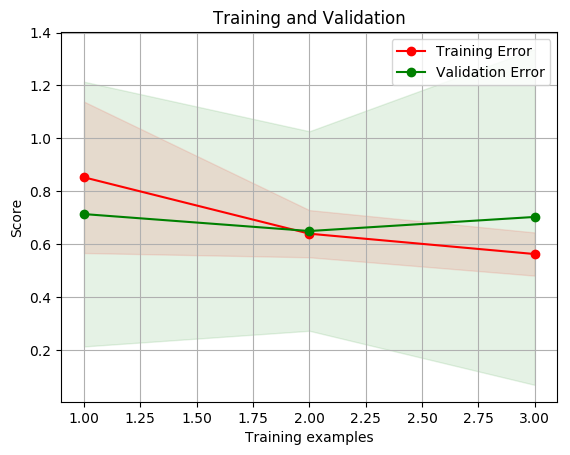 Training and Validation
Training Error
Validation Error
Score
1.4
1.2
1.0
0.8
0.6
0.4
0.2
1.00 1.25 1.50 1.75 2.00 2.25 2.50 2.75 3.00
Training examples